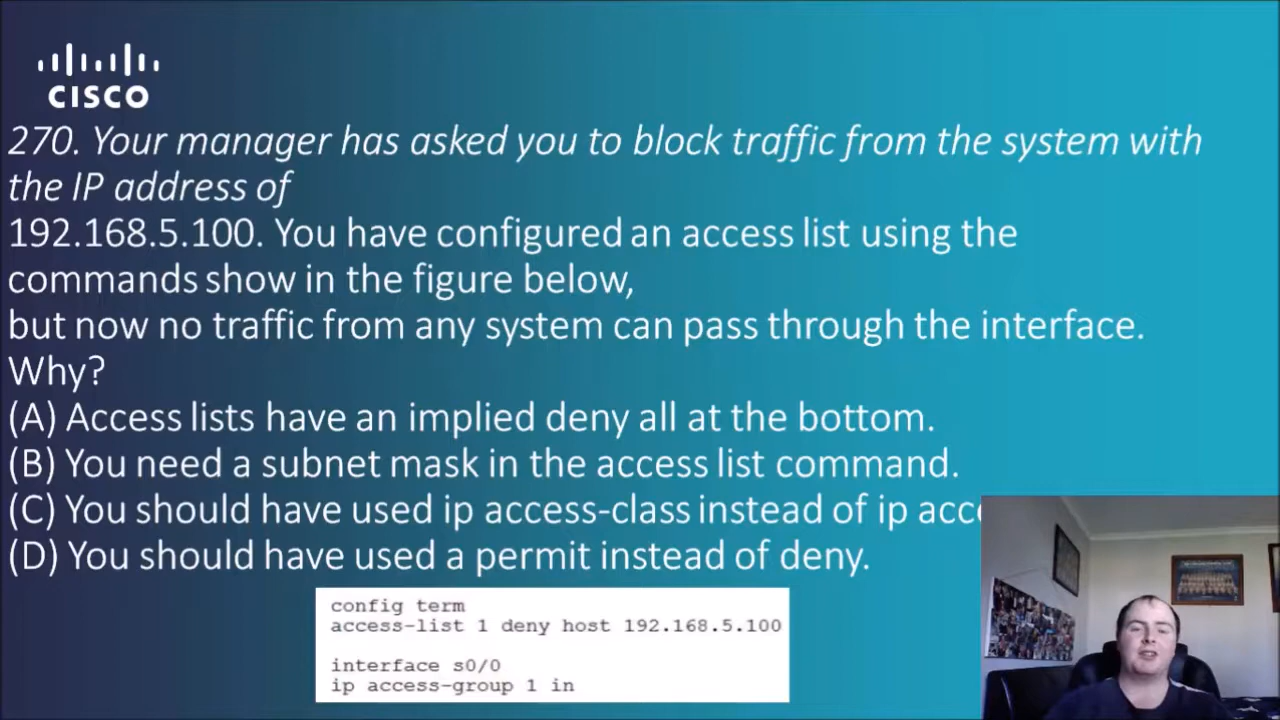 CISCO
270. Your manager has asked you to block traffic from the system with
the IP address of
192.168.5.100. You have configured an access list using the
commands show in the figure below,
but now no traffic from any system can pass through the interface.
Why?
(A) Access lists have an implied deny all at the bottom.
(B) You need a subnet mask in the access list command.
(C) You should have used ip access-class instead of ip
(D) You should have used a permit instead of deny.
config term
access-list 1 deny host 192.168.5.100
interface s0/0
ip access-group 1 in